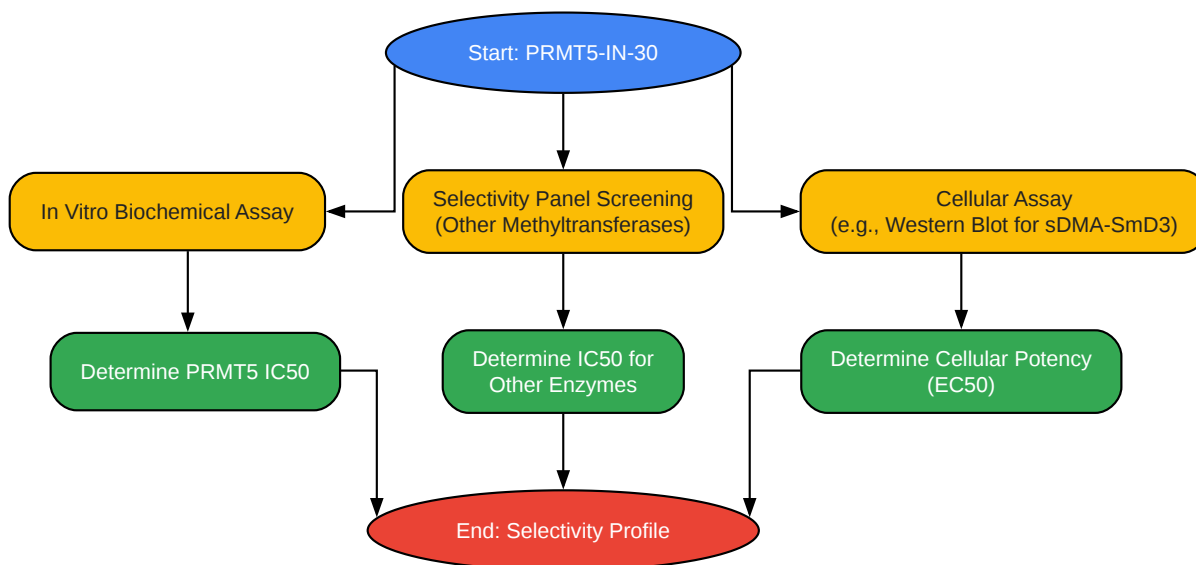 Start: PRMT5-IN-30
In Vitro Biochemical Assay
Selectivity Panel Screening
(Other Methyltransferases)
Cellular Assay
(e.g., Western Blot for sDMA-SmD3)
Determine PRMT5 IC50
Determine IC50 for
Other Enzymes
Determine Cellular Potency
(EC50)
End: Selectivity Profile